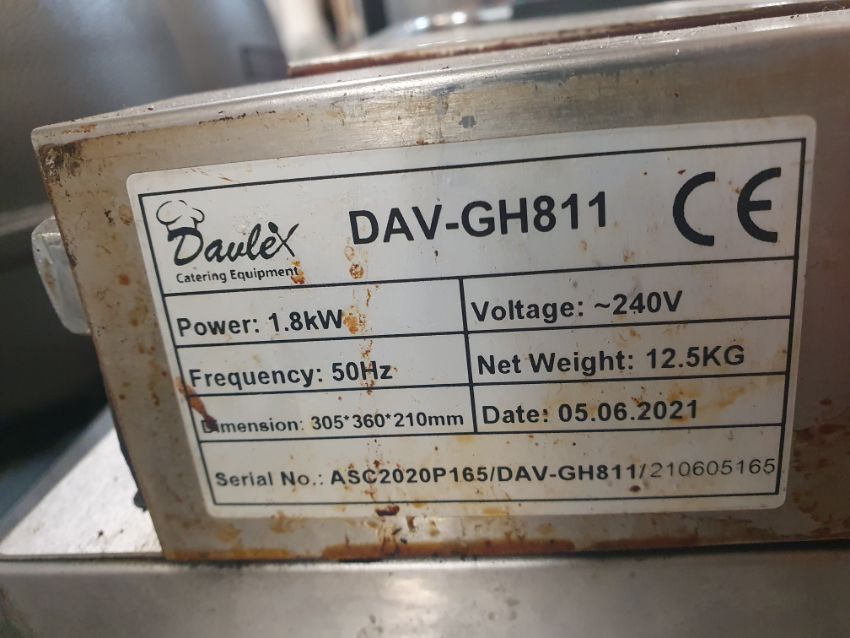 Davlex
Catering Equipment
DAV-GH811
CE
Power: 1.8kW
Voltage: ~240V
Frequency: 50Hz
Net Weight: 12.5KG
Dimension: 305*360*210mm
Date: 05.06.2021
Serial No.: ASC2020P165/DAV-GH811/210605165